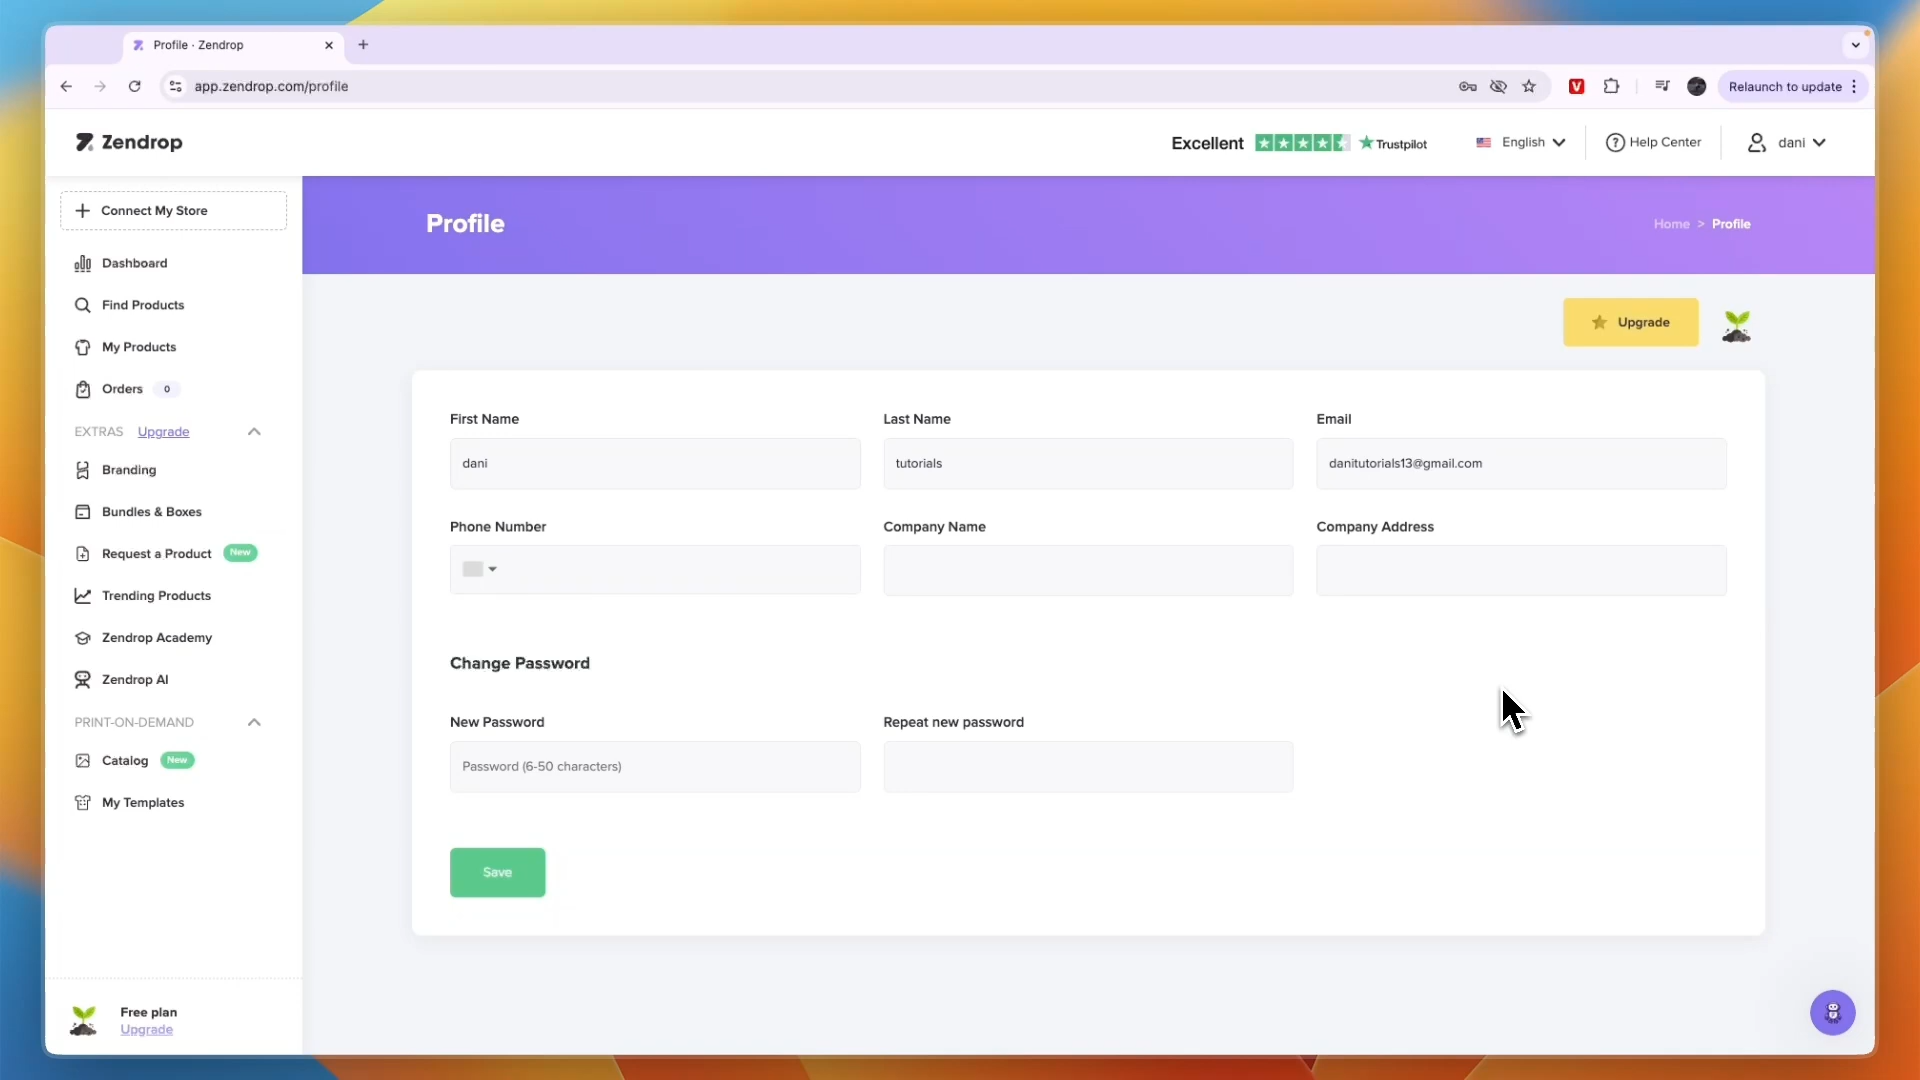 Profile · Zendrop
app.zendrop.com/profile
Relaunch to update
Zendrop
Excellent
Trustpilot
English
Help Center
dani
Connect My Store
Profile
Home > Profile
Dashboard
Find Products
My Products
Orders 0
EXTRAS Upgrade
Branding
Bundles & Boxes
Request a Product New
Trending Products
Zendrop Academy
Zendrop AI
PRINT-ON-DEMAND
Catalog New
My Templates
Free plan
Upgrade
Upgrade
First Name
Last Name
Email
dani
tutorials
danitutorials13@gmail.com
Phone Number
Company Name
Company Address
Change Password
New Password
Repeat new password
Password (6-50 characters)
Save